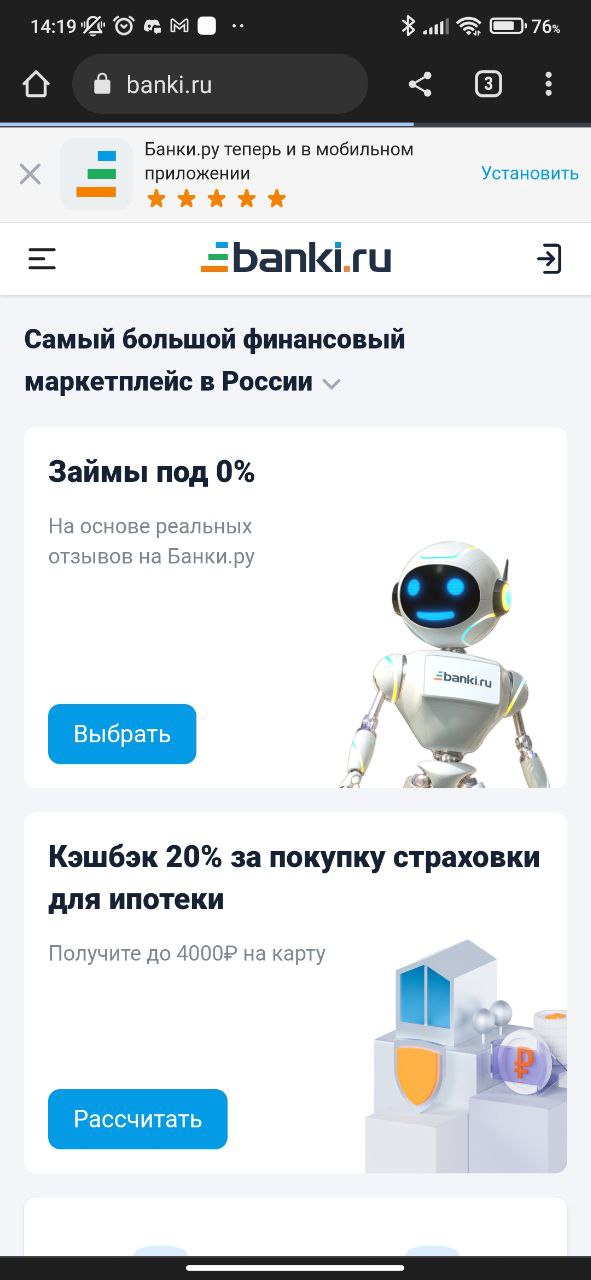 14:19
76%
banki.ru
3
Банки.ру теперь и в мобильном
приложении
Установить
banki.ru
Самый большой финансовый
маркетплейс в России
Займы под 0%
На основе реальных
отзывов на Банки.ру
banki.ru
Выбрать
Кэшбэк 20% за покупку страховки
для ипотеки
Получите до 4000₽ на карту
₽
Рассчитать